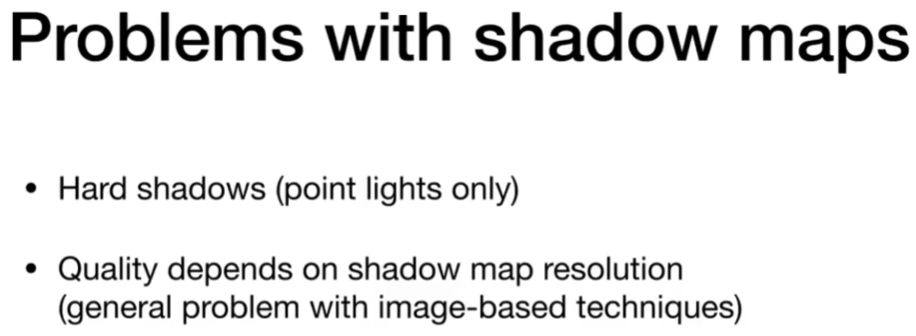 Problems with shadow maps
• Hard shadows (point lights only)
• Quality depends on shadow map resolution
(general problem with image-based techniques)